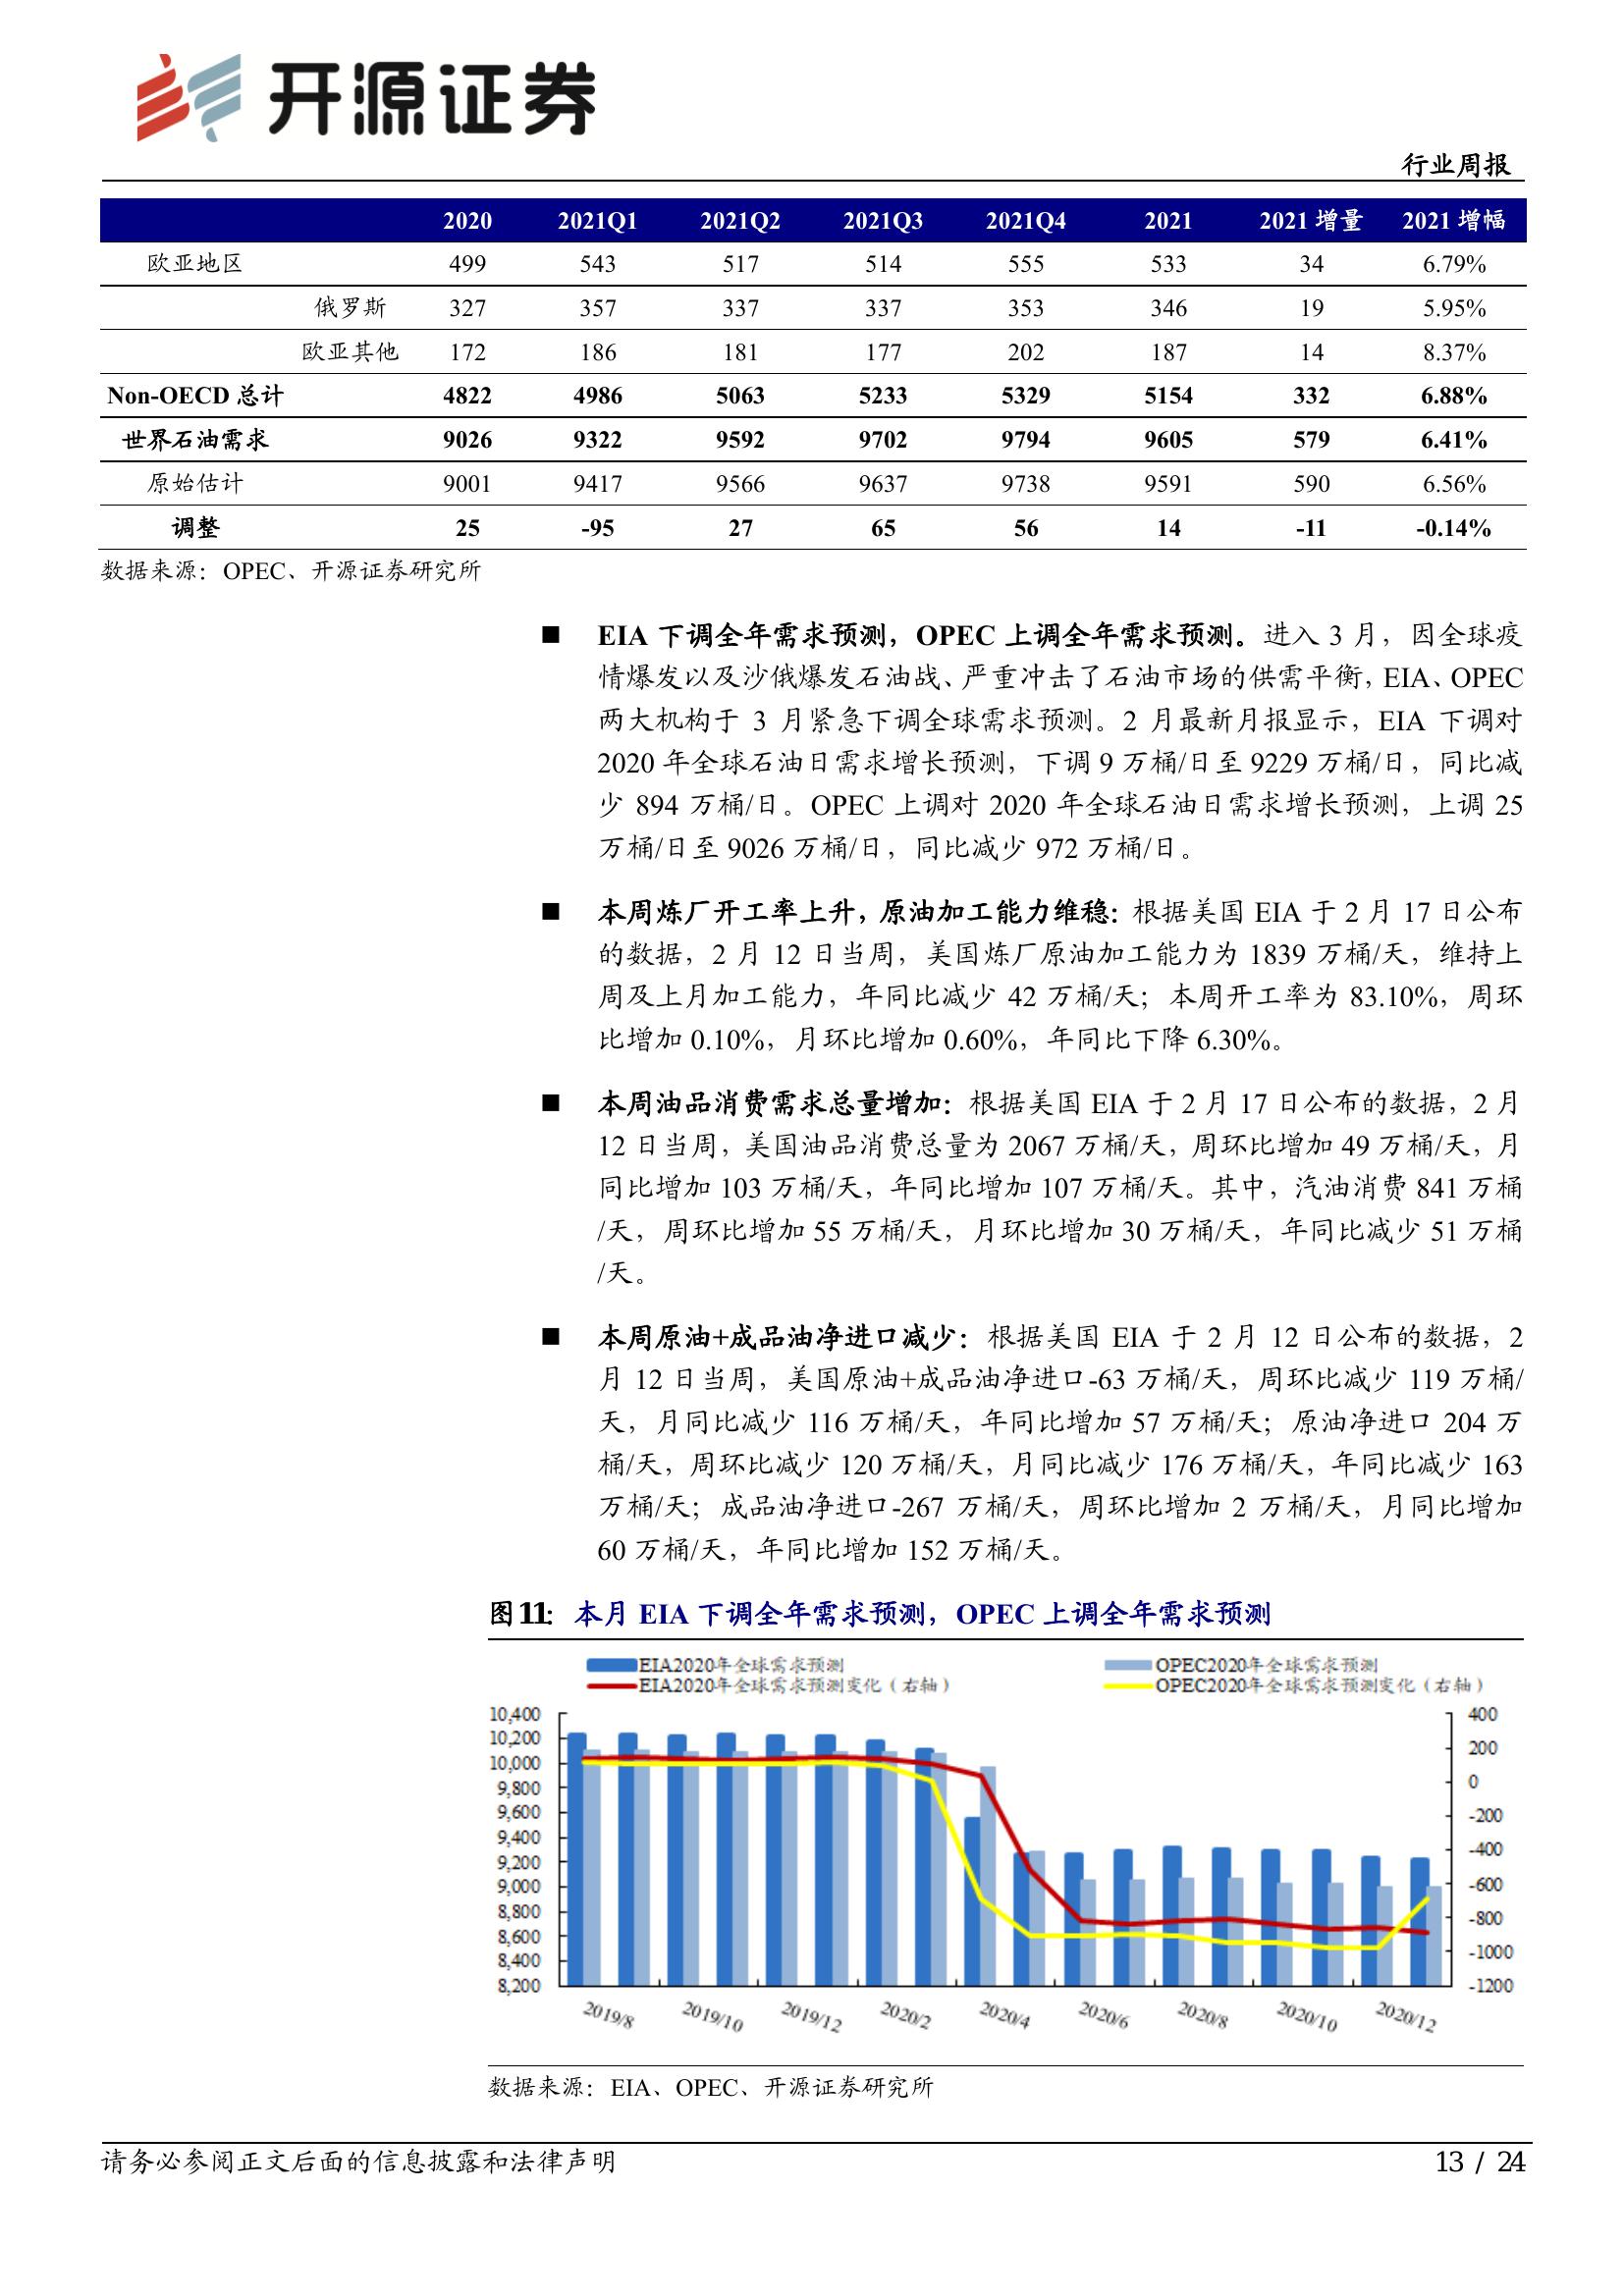 开源证券
行业周报
2020 2021Q1 2021Q2 2021Q3 2021Q4 2021 2021 增量 2021 增幅
欧亚地区 499 543 517 514 555 533 34 6.79%
俄罗斯 327 357 337 337 353 346 19 5.95%
欧亚其他 172 186 181 177 202 187 14 8.37%
Non-OECD 总计 4822 4986 5063 5233 5329 5154 332 6.88%
世界石油需求 9026 9322 9592 9702 9794 9605 579 6.41%
原始估计 9001 9417 9566 9637 9738 9591 590 6.56%
调整 25 -95 27 65 56 14 -11 -0.14%
数据来源：OPEC、开源证券研究所
■ EIA 下调全年需求预测，OPEC 上调全年需求预测。进入 3 月，因全球疫
情爆发以及沙俄爆发石油战、严重冲击了石油市场的供需平衡，EIA、OPEC
两大机构于 3 月紧急下调全球需求预测。2 月最新月报显示，EIA 下调对
2020 年全球石油日需求增长预测，下调 9 万桶/日至 9229 万桶/日，同比减
少 894 万桶/日。OPEC 上调对 2020 年全球石油日需求增长预测，上调 25
万桶/日至 9026 万桶/日，同比减少 972 万桶/日。
■ 本周炼厂开工率上升，原油加工能力维稳：根据美国 EIA 于 2 月 17 日公布
的数据，2 月 12 日当周，美国炼厂原油加工能力为 1839 万桶/天，维持上
周及上月加工能力，年同比减少 42 万桶/天；本周开工率为 83.10%，周环
比增加 0.10%，月环比增加 0.60%，年同比下降 6.30%。
■ 本周油品消费需求总量增加：根据美国 EIA 于 2 月 17 日公布的数据，2 月
12 日当周，美国油品消费总量为 2067 万桶/天，周环比增加 49 万桶/天，月
同比增加 103 万桶/天，年同比增加 107 万桶/天。其中，汽油消费 841 万桶
/天，周环比增加 55 万桶/天，月环比增加 30 万桶/天，年同比减少 51 万桶
/天。
■ 本周原油+成品油净进口减少：根据美国 EIA 于 2 月 12 日公布的数据，2
月 12 日当周，美国原油+成品油净进口-63 万桶/天，周环比减少 119 万桶/
天，月同比减少 116 万桶/天，年同比增加 57 万桶/天；原油净进口 204 万
桶/天，周环比减少 120 万桶/天，月同比减少 176 万桶/天，年同比减少 163
万桶/天；成品油净进口-267 万桶/天，周环比增加 2 万桶/天，月同比增加
60 万桶/天，年同比增加 152 万桶/天。
图 11： 本月 EIA 下调全年需求预测，OPEC 上调全年需求预测
EIA2020年全球需求预测 OPEC2020年全球需求预测
EIA2020年全球需求预测变化（右轴） OPEC2020年全球需求预测变化（右轴）
10,400 400
10,200 200
10,000 0
9,800 -200
9,600 -400
9,400 -600
9,200 -800
9,000 -1000
8,800 -1200
8,600
8,400
8,200
2019/8 2019/10 2019/12 2020/2 2020/4 2020/6 2020/8 2020/10 2020/12
数据来源：EIA、OPEC、开源证券研究所
请务必参阅正文后面的信息披露和法律声明 13 / 24